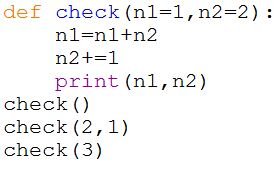 def check(n1=1,n2=2):
    n1=n1+n2
    n2+=1
    print(n1,n2)
check()
check(2,1)
check(3)